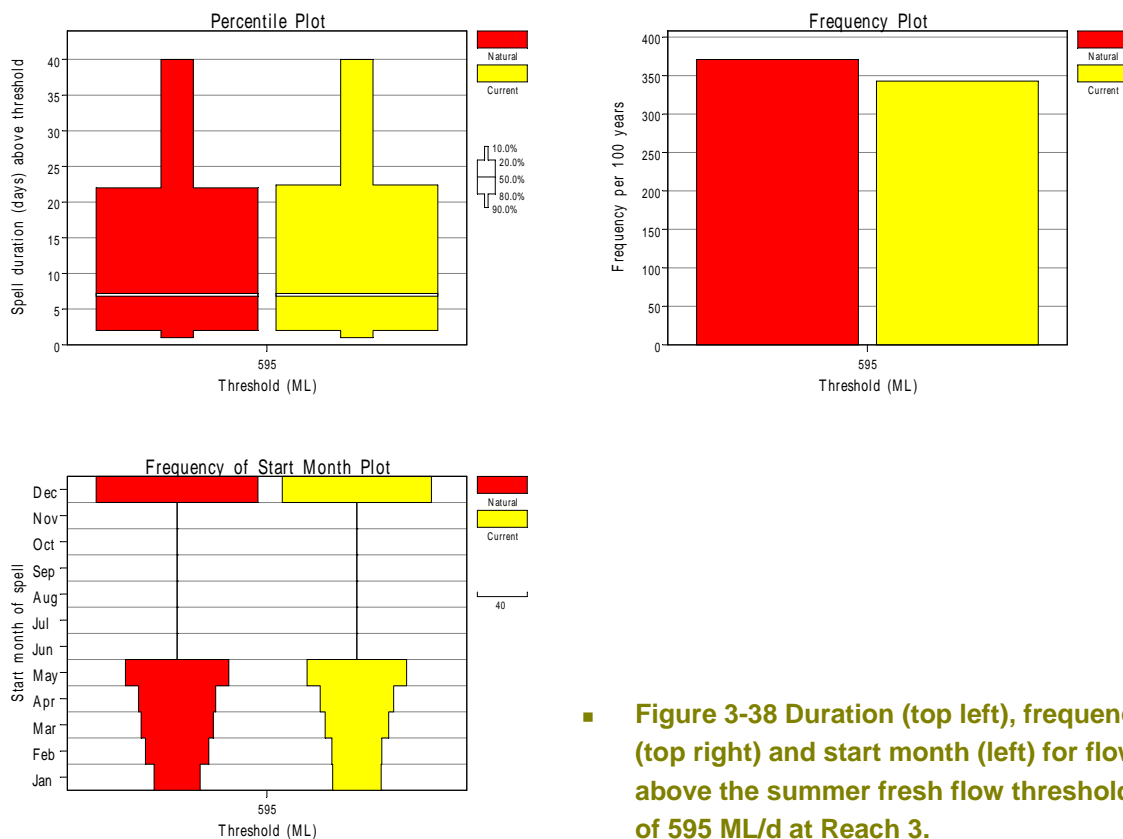 Percentile Plot
Spell duration (days) above threshold
40
35
30
25
20
15
10
5
0
595
Threshold (ML)
Natural
Current
10.0%
20.0%
50.0%
80.0%
90.0%
Frequency Plot
Frequency per 100 years
400
350
300
250
200
150
100
50
0
595
Threshold (ML)
Natural
Current
Frequency of Start Month Plot
Start month of spell
Dec
Nov
Oct
Sep
Aug
Jul
Jun
May
Apr
Mar
Feb
Jan
595
Threshold (ML)
Natural
Current
40
▪ Figure 3-38 Duration (top left), frequenc
(top right) and start month (left) for flow
above the summer fresh flow threshold
of 595 ML/d at Reach 3.